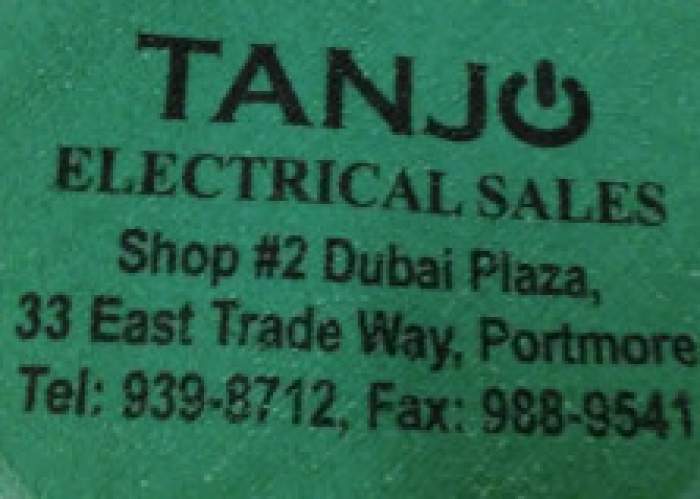 TANJO
ELECTRICAL SALES
Shop #2 Dubai Plaza,
33 East Trade Way, Portmore
Tel: 939-8712, Fax: 988-9541